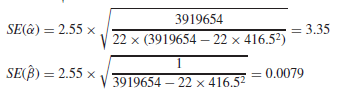 SE(α̂) = 2.55 × √(3919654 / (22 × (3919654 − 22 × 416.5²))) = 3.35
SE(β̂) = 2.55 × √(1 / (3919654 − 22 × 416.5²)) = 0.0079